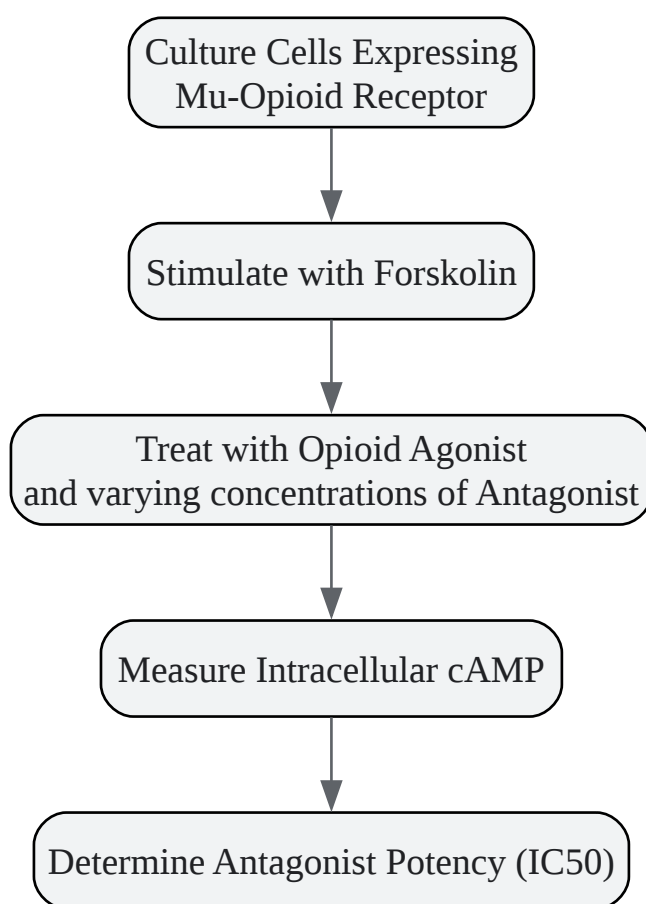 Culture Cells Expressing
Mu-Opioid Receptor
Stimulate with Forskolin
Treat with Opioid Agonist
and varying concentrations of Antagonist
Measure Intracellular cAMP
Determine Antagonist Potency (IC50)